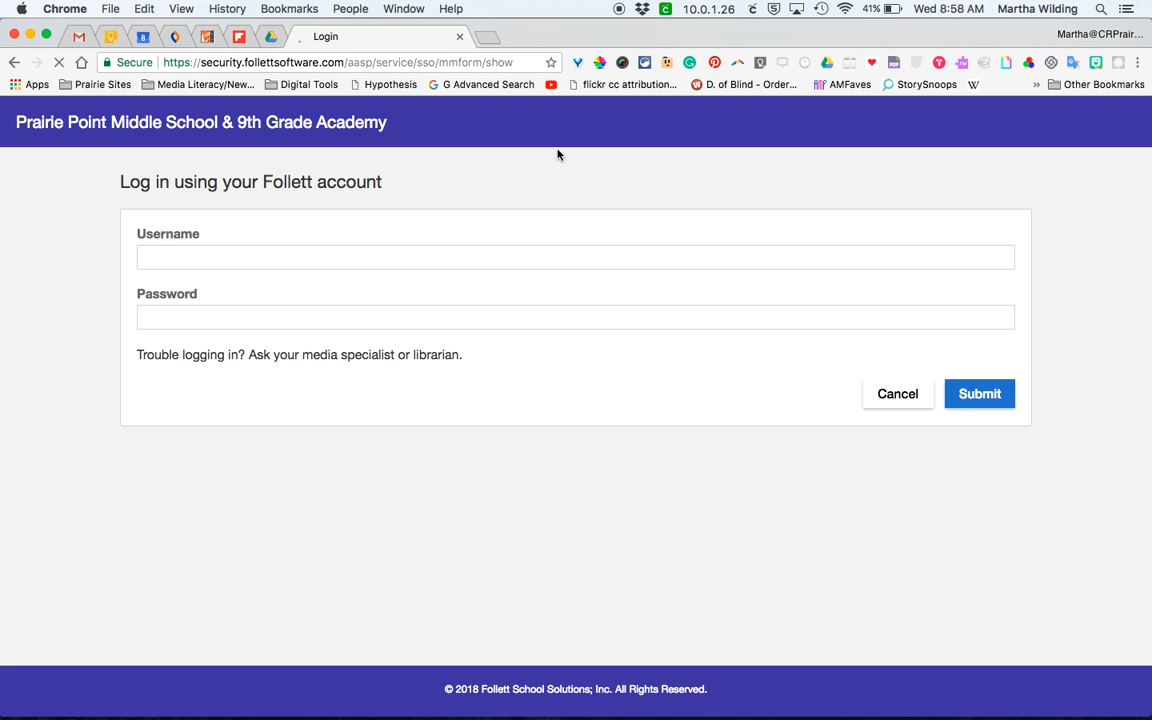 Chrome File Edit View History Bookmarks People Window Help 10.0.1.26 41% Wed 8:58 AM Martha Wilding
Login Martha@CRPrair...
Secure https://security.follettsoftware.com/aasp/service/sso/mmform/show
Apps Prairie Sites Media Literacy/New... Digital Tools Hypothesis G Advanced Search flickr cc attribution... D. of Blind - Order... AMFaves StorySnoops » Other Bookmarks
Prairie Point Middle School & 9th Grade Academy
Log in using your Follett account
Username
Password
Trouble logging in? Ask your media specialist or librarian.
Cancel Submit
© 2018 Follett School Solutions; Inc. All Rights Reserved.